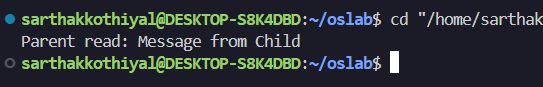 sarthakkothiyal@DESKTOP-S8K4DBD:~/oslab$ cd "/home/sarthak
Parent read: Message from Child
sarthakkothiyal@DESKTOP-S8K4DBD:~/oslab$